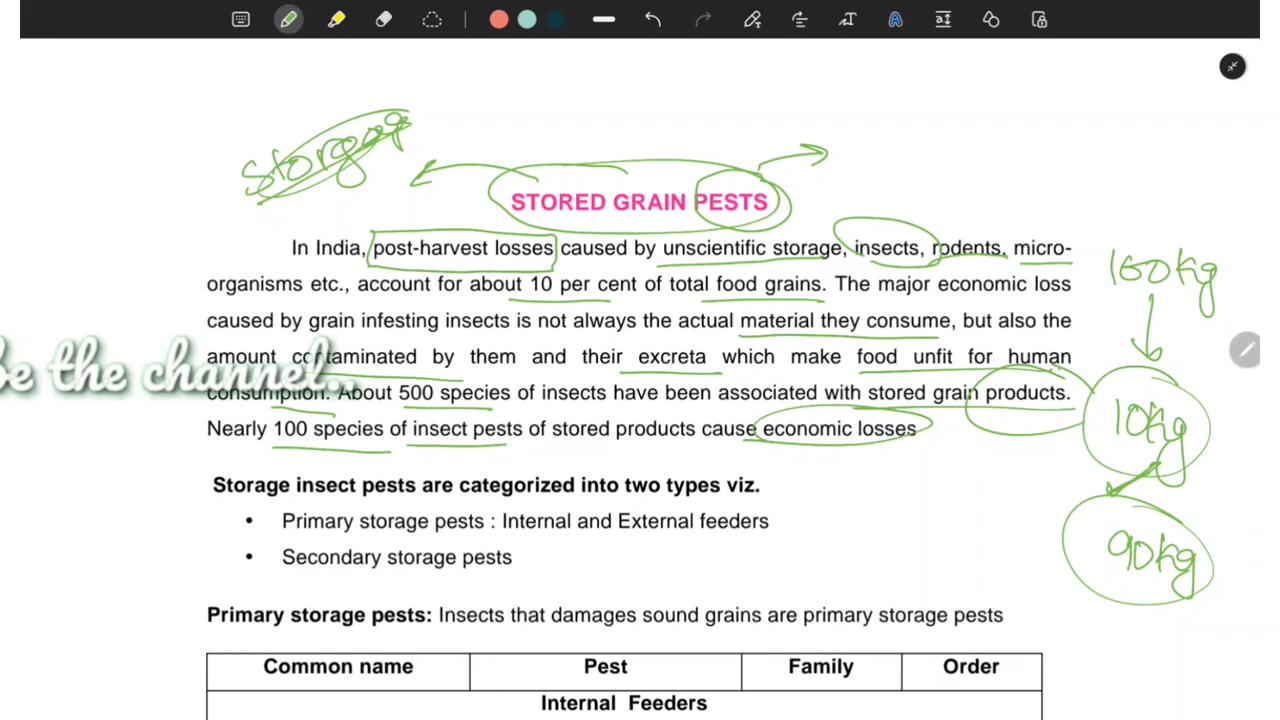 Storage
STORED GRAIN PESTS
In India, post-harvest losses caused by unscientific storage, insects, rodents, micro-
organisms etc., account for about 10 per cent of total food grains. The major economic loss
caused by grain infesting insects is not always the actual material they consume, but also the
amount contaminated by them and their excreta which make food unfit for human
consumption. About 500 species of insects have been associated with stored grain products.
Nearly 100 species of insect pests of stored products cause economic losses
100kg
10kg
90kg
be the channel..
Storage insect pests are categorized into two types viz.
• Primary storage pests : Internal and External feeders
• Secondary storage pests
Primary storage pests: Insects that damages sound grains are primary storage pests
Common name Pest Family Order
Internal Feeders